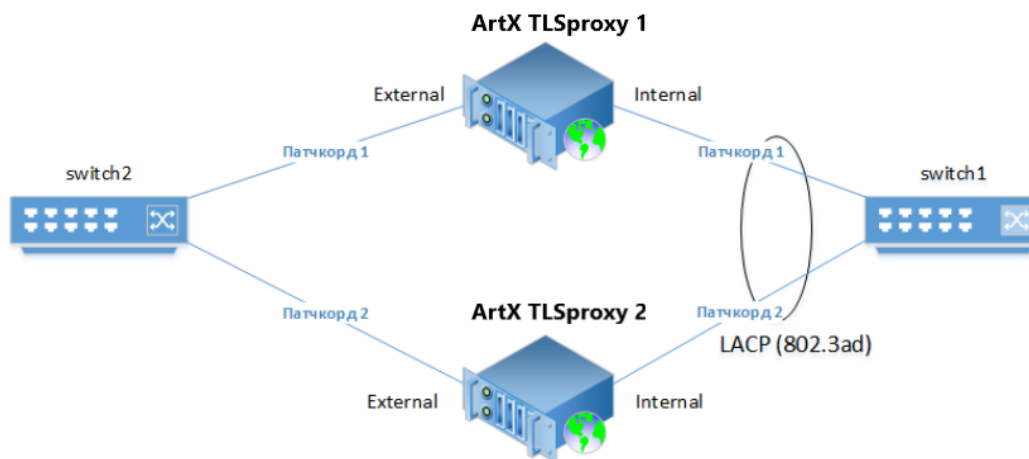 ArtX TLSproxy 1
External
Internal
Патчкорд 1
Патчкорд 1
switch2
switch1
Патчкорд 2
Патчкорд 2
ArtX TLSproxy 2
LACP (802.3ad)
External
Internal